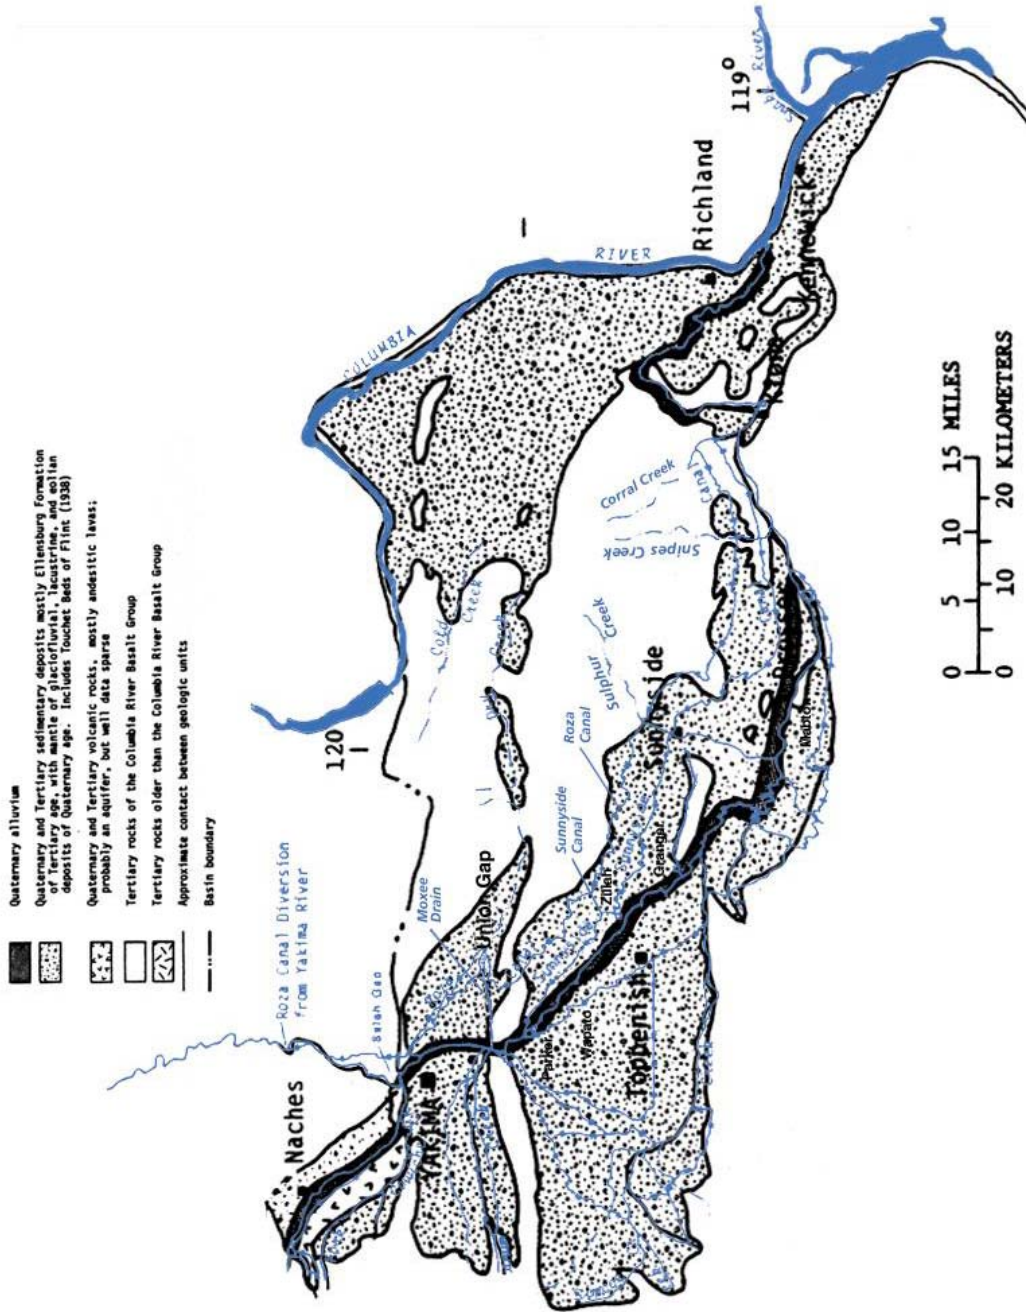 Quaternary alluvium
Quaternary and Tertiary sedimentary deposits mostly Ellensburg Formation
of Tertiary age, with mantle of glaciofluvial, lacustrine, and eolian
deposits of Quaternary age. Includes Touchet Beds of Flint (1938)
Quaternary and Tertiary volcanic rocks, mostly andesitic lavas;
probably an aquifer, but well data sparse
Tertiary rocks of the Columbia River Basalt Group
Tertiary rocks older than the Columbia River Basalt Group
Approximate contact between geologic units
Basin boundary
Roza Canal Diversion
from Yakima River
Selah Gap
Naches
YAKIMA
Moxee
Drain
Union Gap
120
119°
COLUMBIA
RIVER
Snake River
Richland
Kennewick
Kiona
Cold Creek
Dry Creek
Corral Creek
Snipes Creek
Canal
Sulphur Creek
Roza
Canal
Sunnyside
Canal
Sunnyside
Zillah
Granger
Parker
Wapato
Toppenish
Mabton
Prosser
0 5 10 15 MILES
0 10 20 KILOMETERS